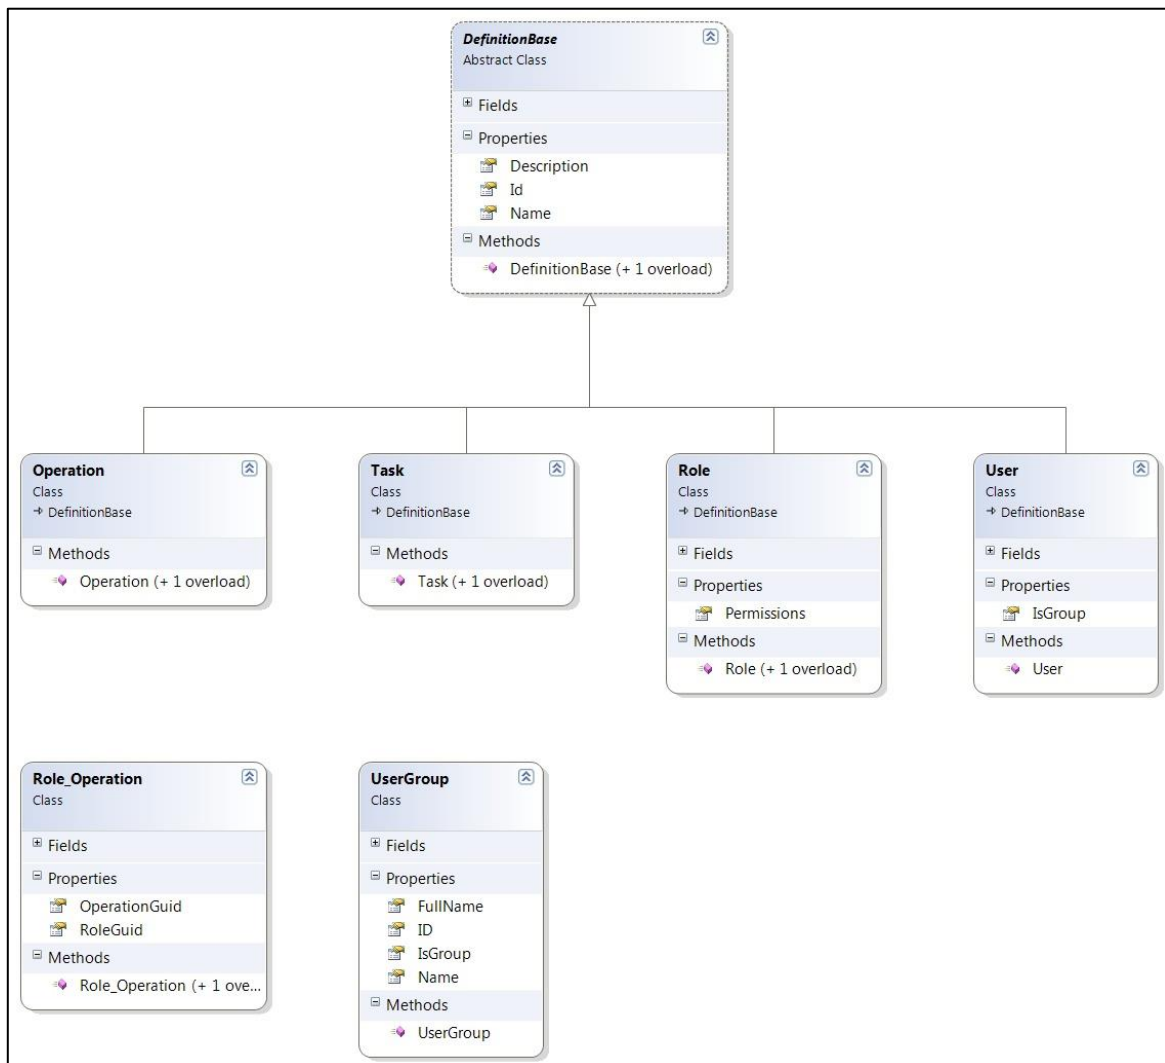 DefinitionBase
Abstract Class
Fields
Properties
Description
Id
Name
Methods
DefinitionBase (+ 1 overload)
Operation
Class
DefinitionBase
Methods
Operation (+ 1 overload)
Task
Class
DefinitionBase
Methods
Task (+ 1 overload)
Role
Class
DefinitionBase
Fields
Properties
Permissions
Methods
Role (+ 1 overload)
User
Class
DefinitionBase
Fields
Properties
IsGroup
Methods
User
Role_Operation
Class
Fields
Properties
OperationGuid
RoleGuid
Methods
Role_Operation (+ 1 ove...
UserGroup
Class
Fields
Properties
FullName
ID
IsGroup
Name
Methods
UserGroup